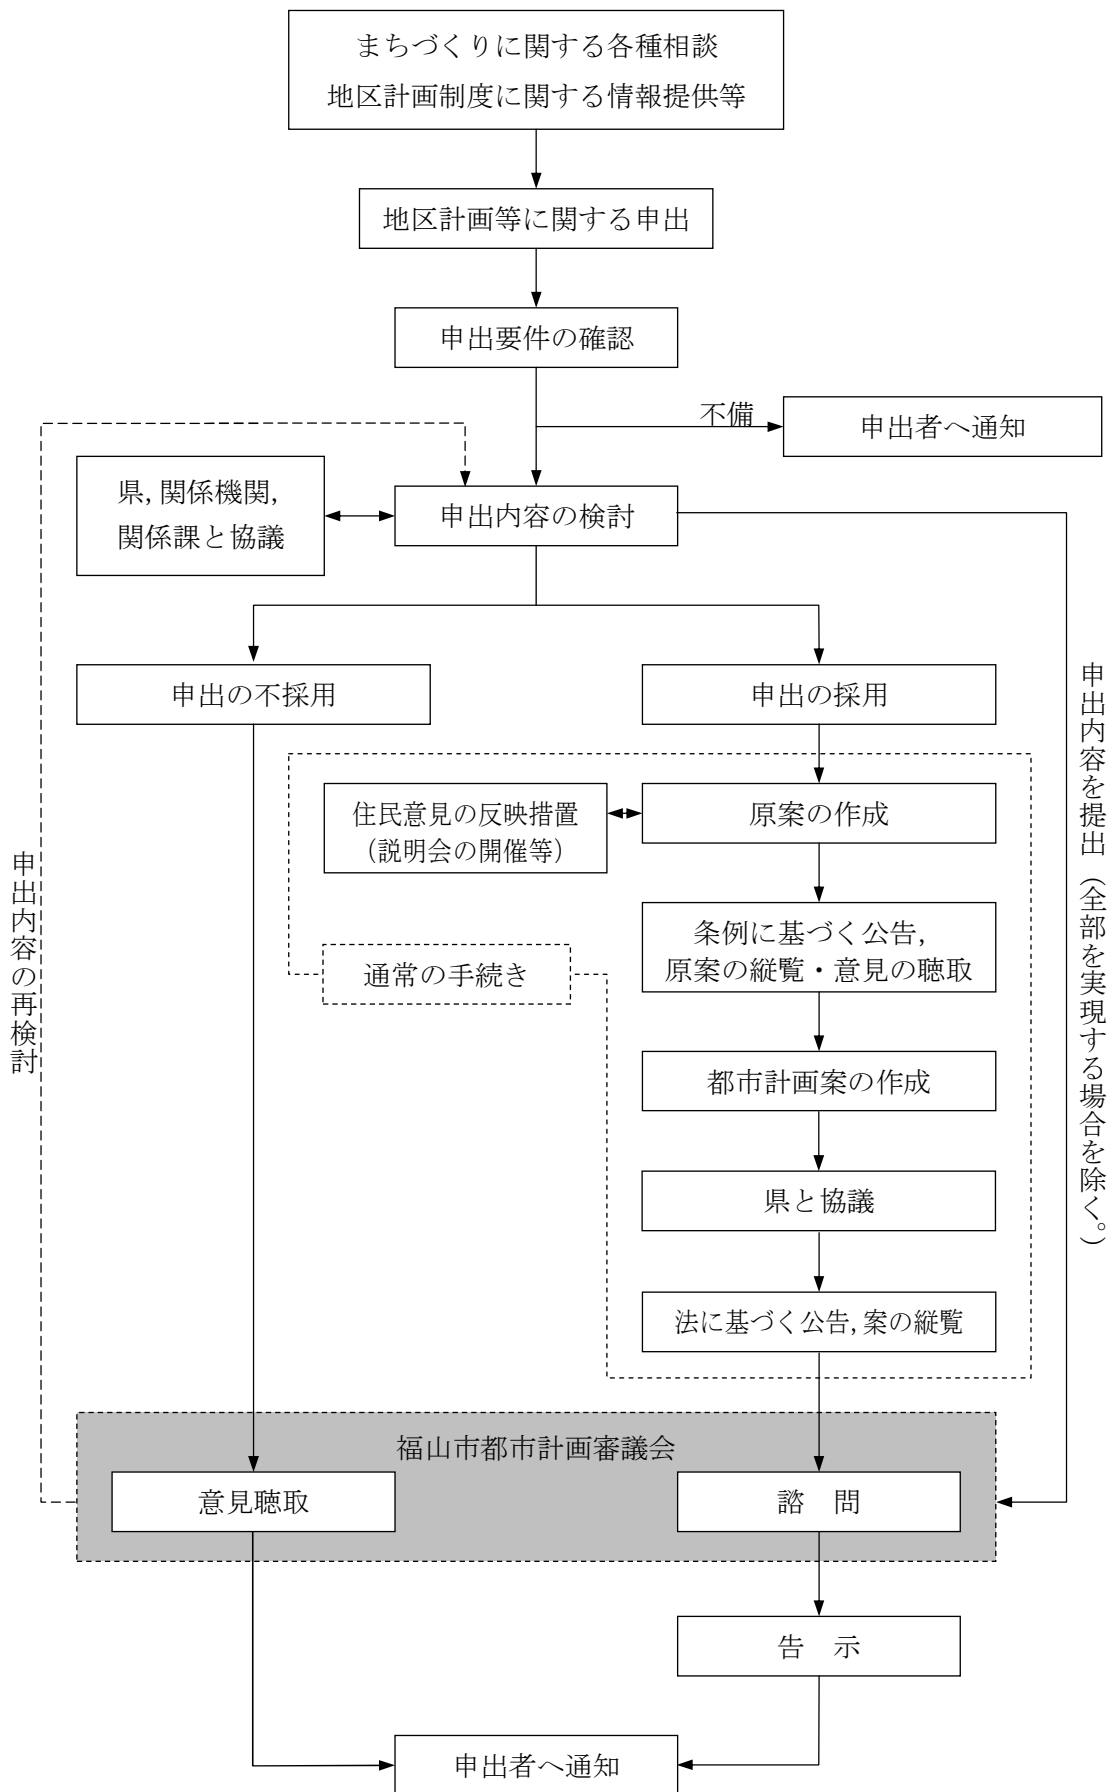 まちづくりに関する各種相談
地区計画制度に関する情報提供等
地区計画等に関する申出
申出要件の確認
不備
申出者へ通知
県,関係機関,
関係課と協議
申出内容の検討
申出の不採用
申出の採用
申出内容を提出（全部を実現する場合を除く。）
住民意見の反映措置
（説明会の開催等）
原案の作成
申出内容の再検討
条例に基づく公告,
原案の縦覧・意見の聴取
通常の手続き
都市計画案の作成
県と協議
法に基づく公告,案の縦覧
福山市都市計画審議会
意見聴取
諮　問
告　示
申出者へ通知